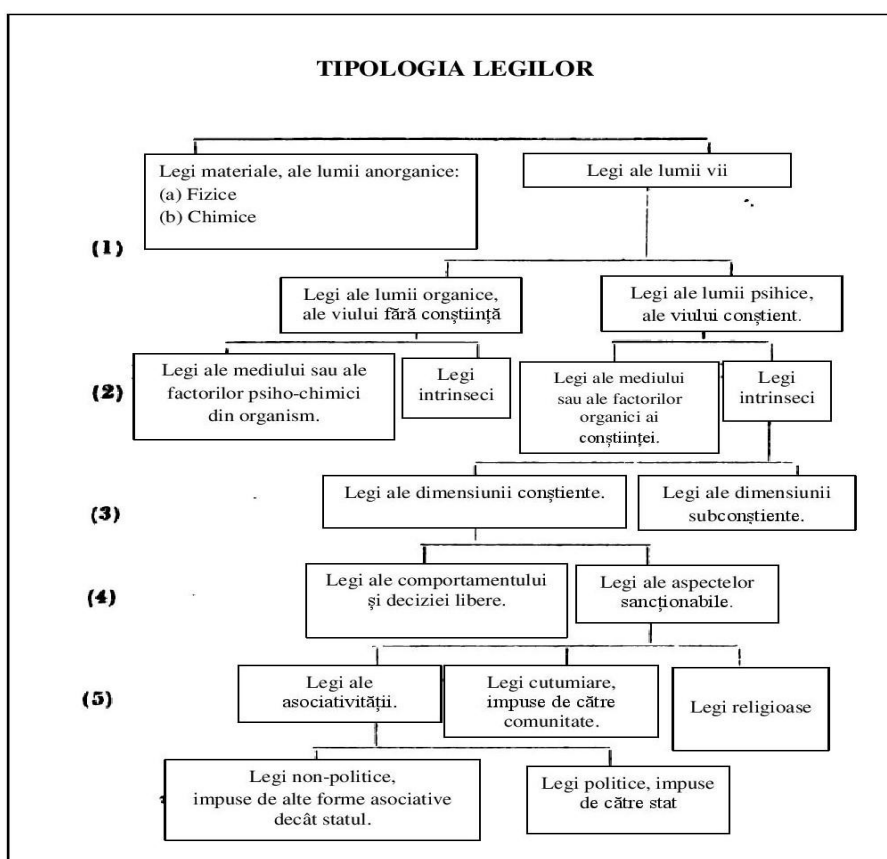 TIPOLOGIA LEGILOR
Legi materiale, ale lumii anorganice:
(a) Fizice
(b) Chimice
Legi ale lumii vii
(1)
Legi ale lumii organice,
ale viului fără conștiință
Legi ale lumii psihice,
ale viului conștient.
(2)
Legi ale mediului sau ale
factorilor psiho-chimici
din organism.
Legi
intrinseci
Legi ale mediului
sau ale factorilor
organici ai
conștiinței.
Legi
intrinseci
(3)
Legi ale dimensiunii conștiente.
Legi ale dimensiunii
subconștiente.
(4)
Legi ale comportamentului
și deciziei libere.
Legi ale aspectelor
sancționabile.
(5)
Legi ale
asociativității.
Legi cutumiare,
impuse de către
comunitate.
Legi religioase
Legi non-politice,
impuse de alte forme asociative
decât statul.
Legi politice, impuse
de către stat